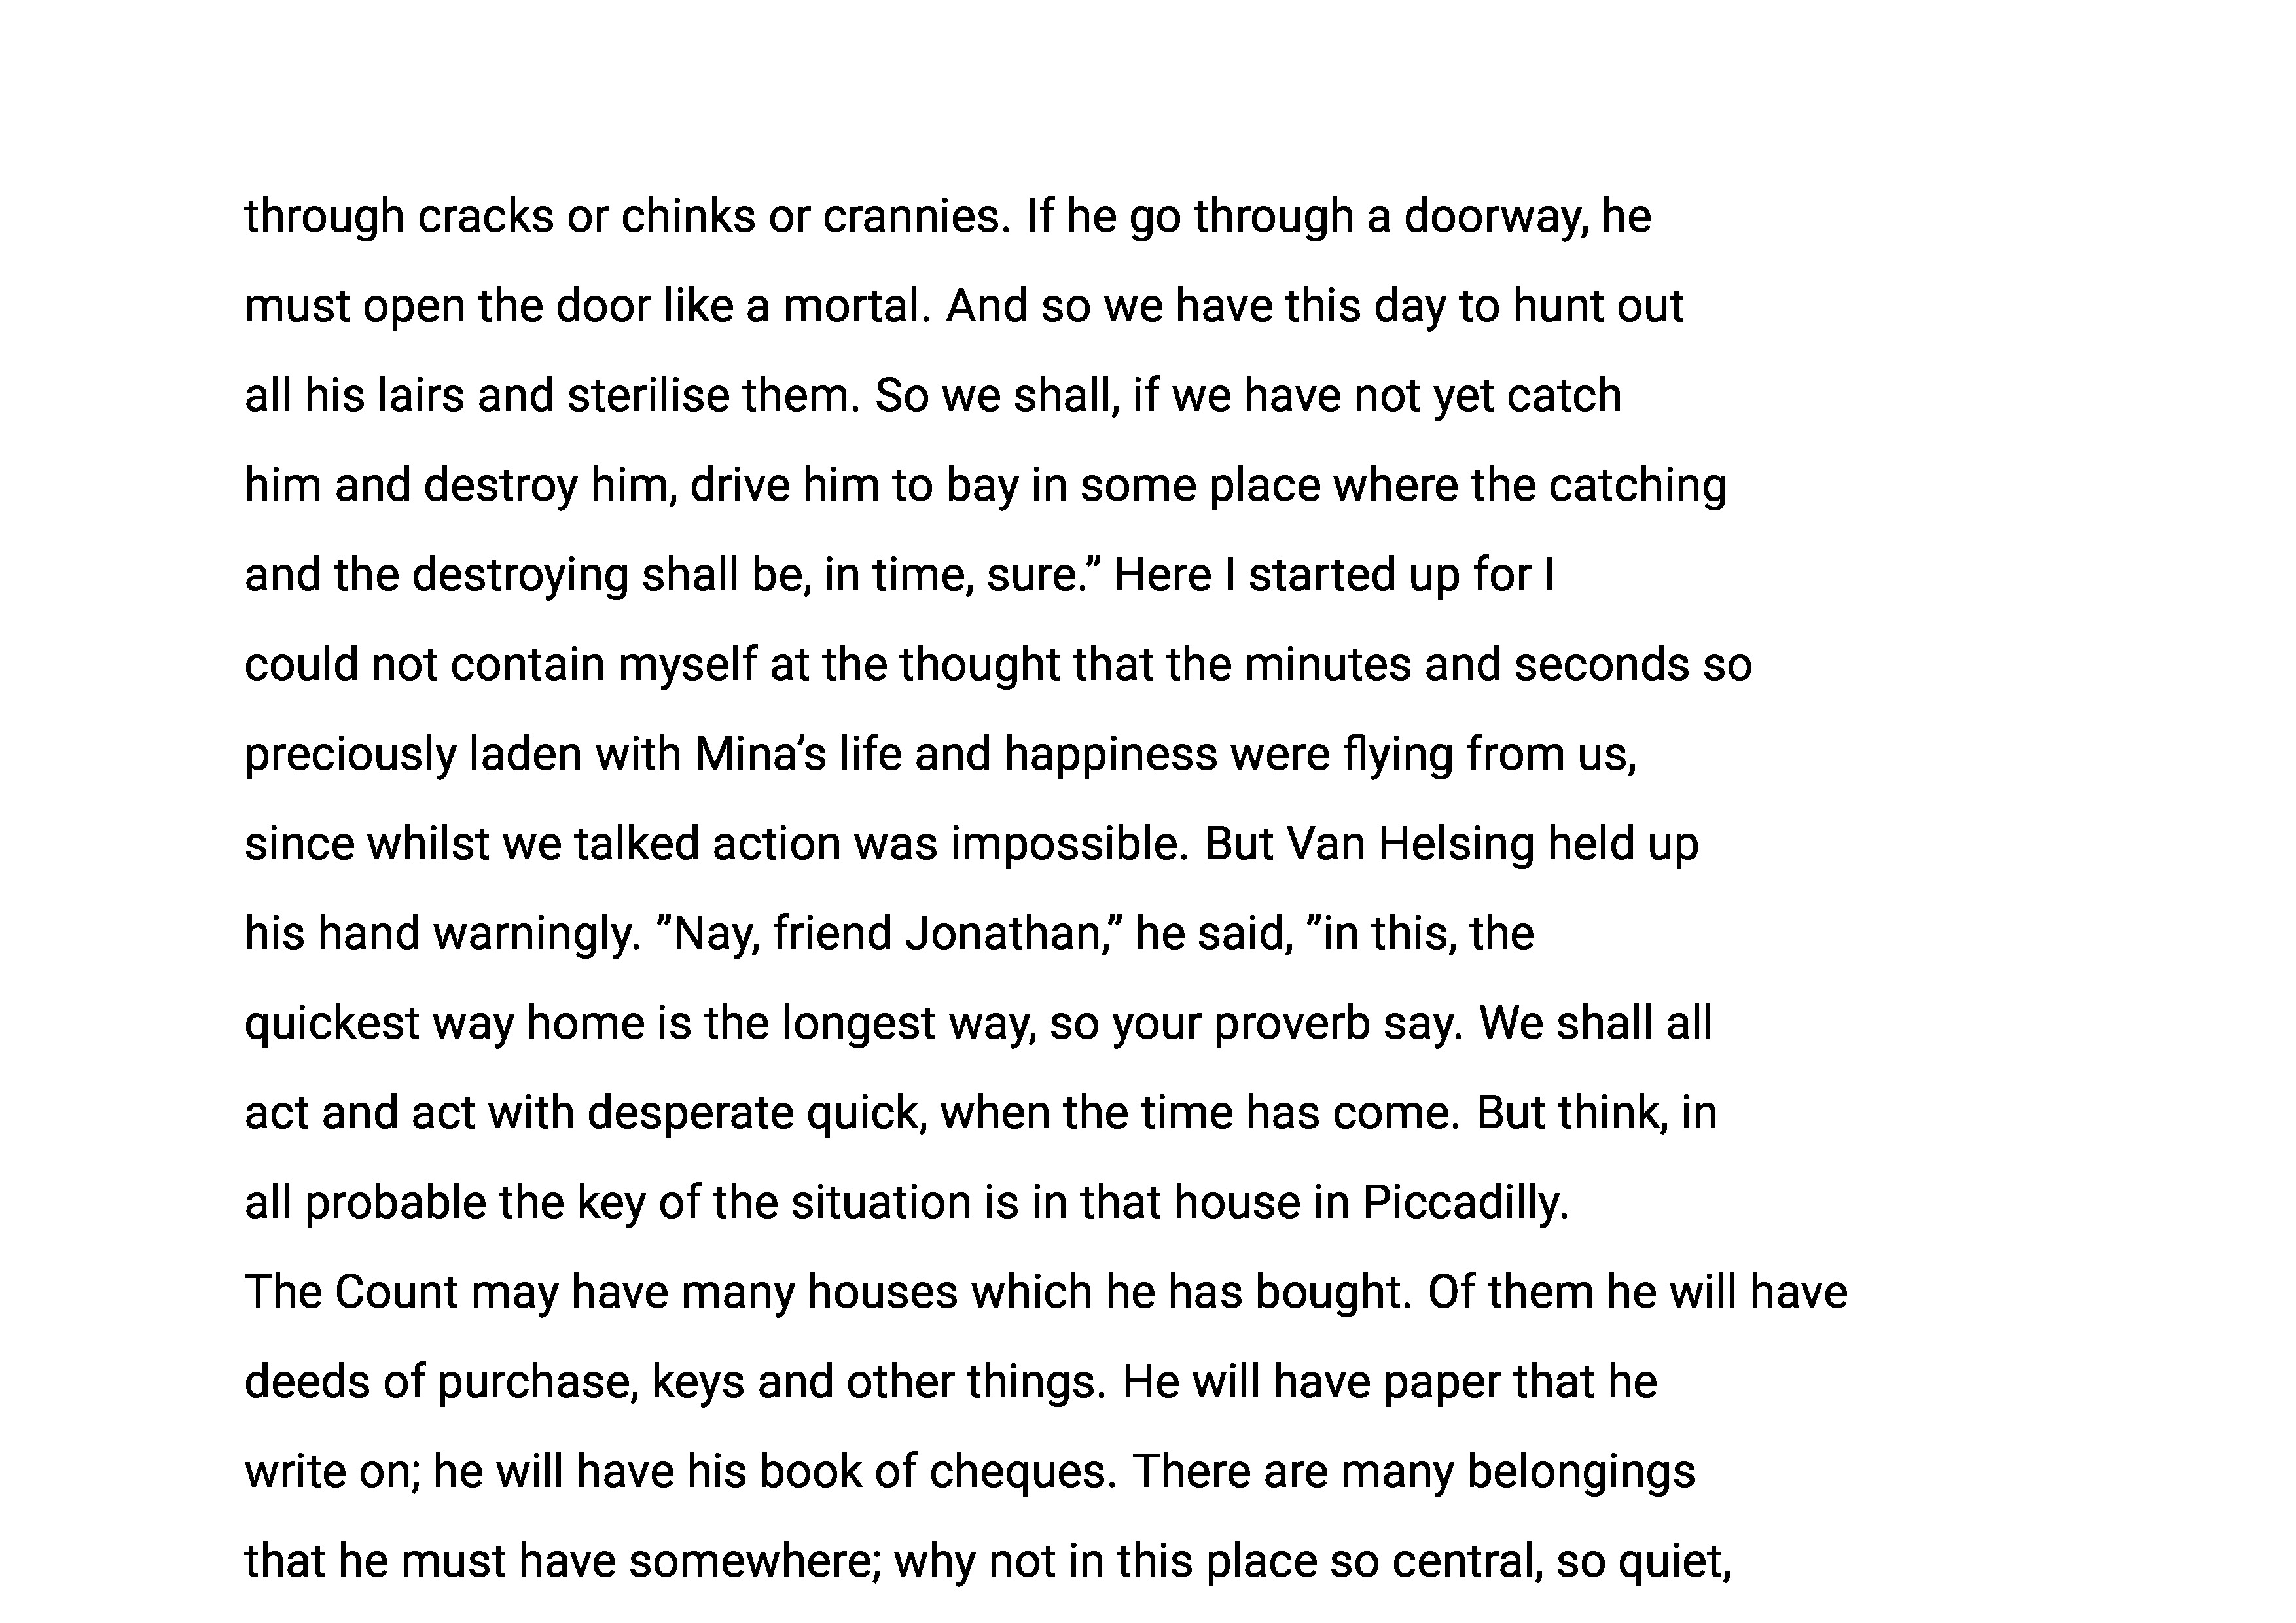 through cracks or chinks or crannies. If he go through a doorway, he
must open the door like a mortal. And so we have this day to hunt out
all his lairs and sterilise them. So we shall, if we have not yet catch
him and destroy him, drive him to bay in some place where the catching
and the destroying shall be, in time, sure.” Here I started up for I
could not contain myself at the thought that the minutes and seconds so
preciously laden with Mina’s life and happiness were flying from us,
since whilst we talked action was impossible. But Van Helsing held up
his hand warningly. ”Nay, friend Jonathan,” he said, ”in this, the
quickest way home is the longest way, so your proverb say. We shall all
act and act with desperate quick, when the time has come. But think, in
all probable the key of the situation is in that house in Piccadilly.
The Count may have many houses which he has bought. Of them he will have
deeds of purchase, keys and other things. He will have paper that he
write on; he will have his book of cheques. There are many belongings
that he must have somewhere; why not in this place so central, so quiet,